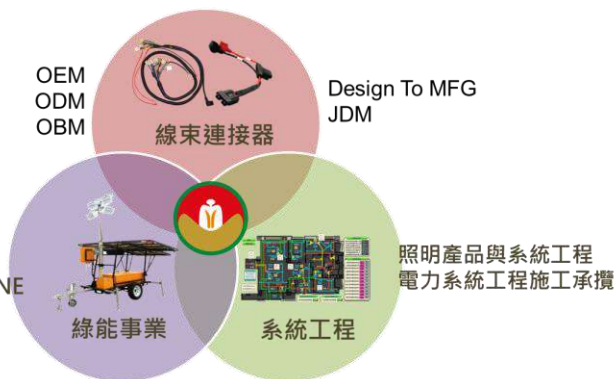 OEM
ODM
OBM
Design To MFG
JDM
線束連接器
NE
綠能事業
系統工程
照明產品與系統工程
電力系統工程施工承攬